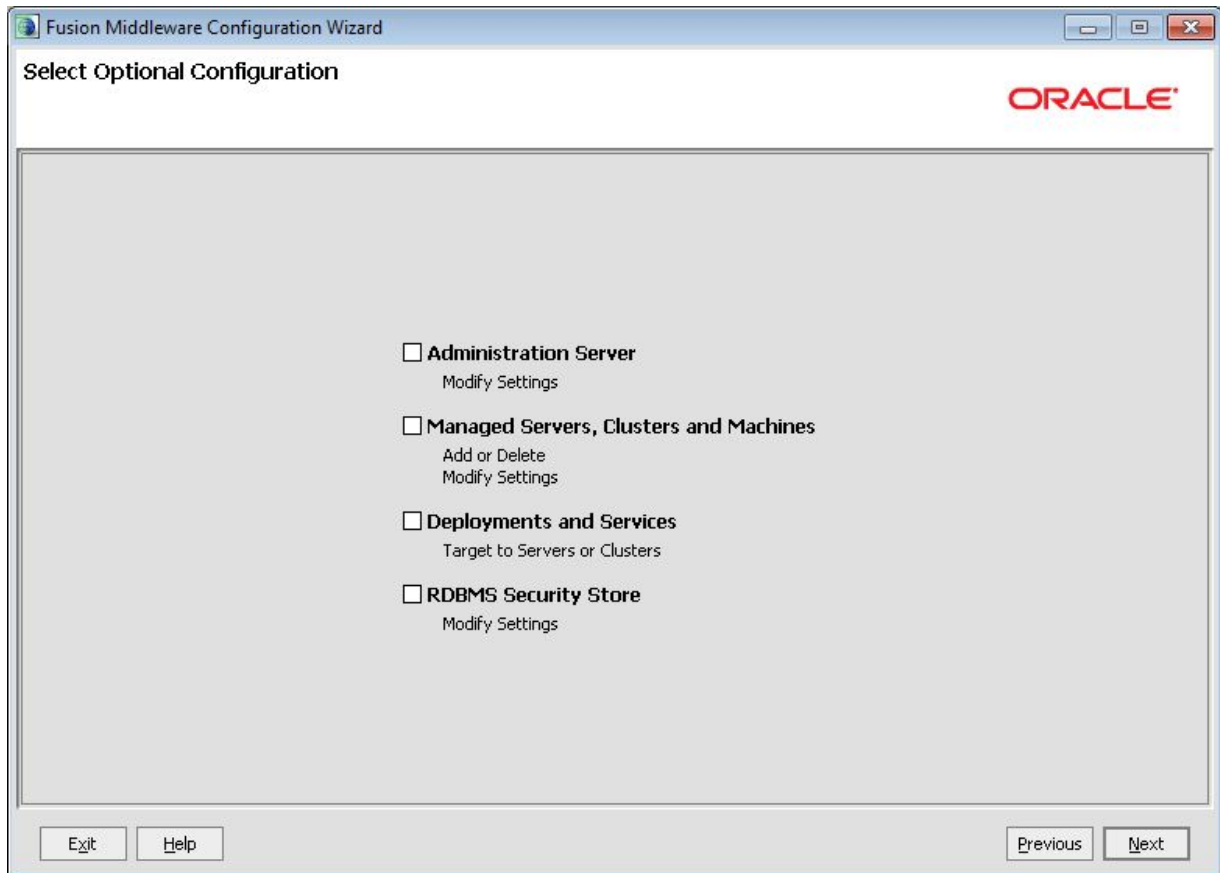 Fusion Middleware Configuration Wizard
Select Optional Configuration
ORACLE
Administration Server
Modify Settings
Managed Servers, Clusters and Machines
Add or Delete
Modify Settings
Deployments and Services
Target to Servers or Clusters
RDBMS Security Store
Modify Settings
Exit Help Previous Next